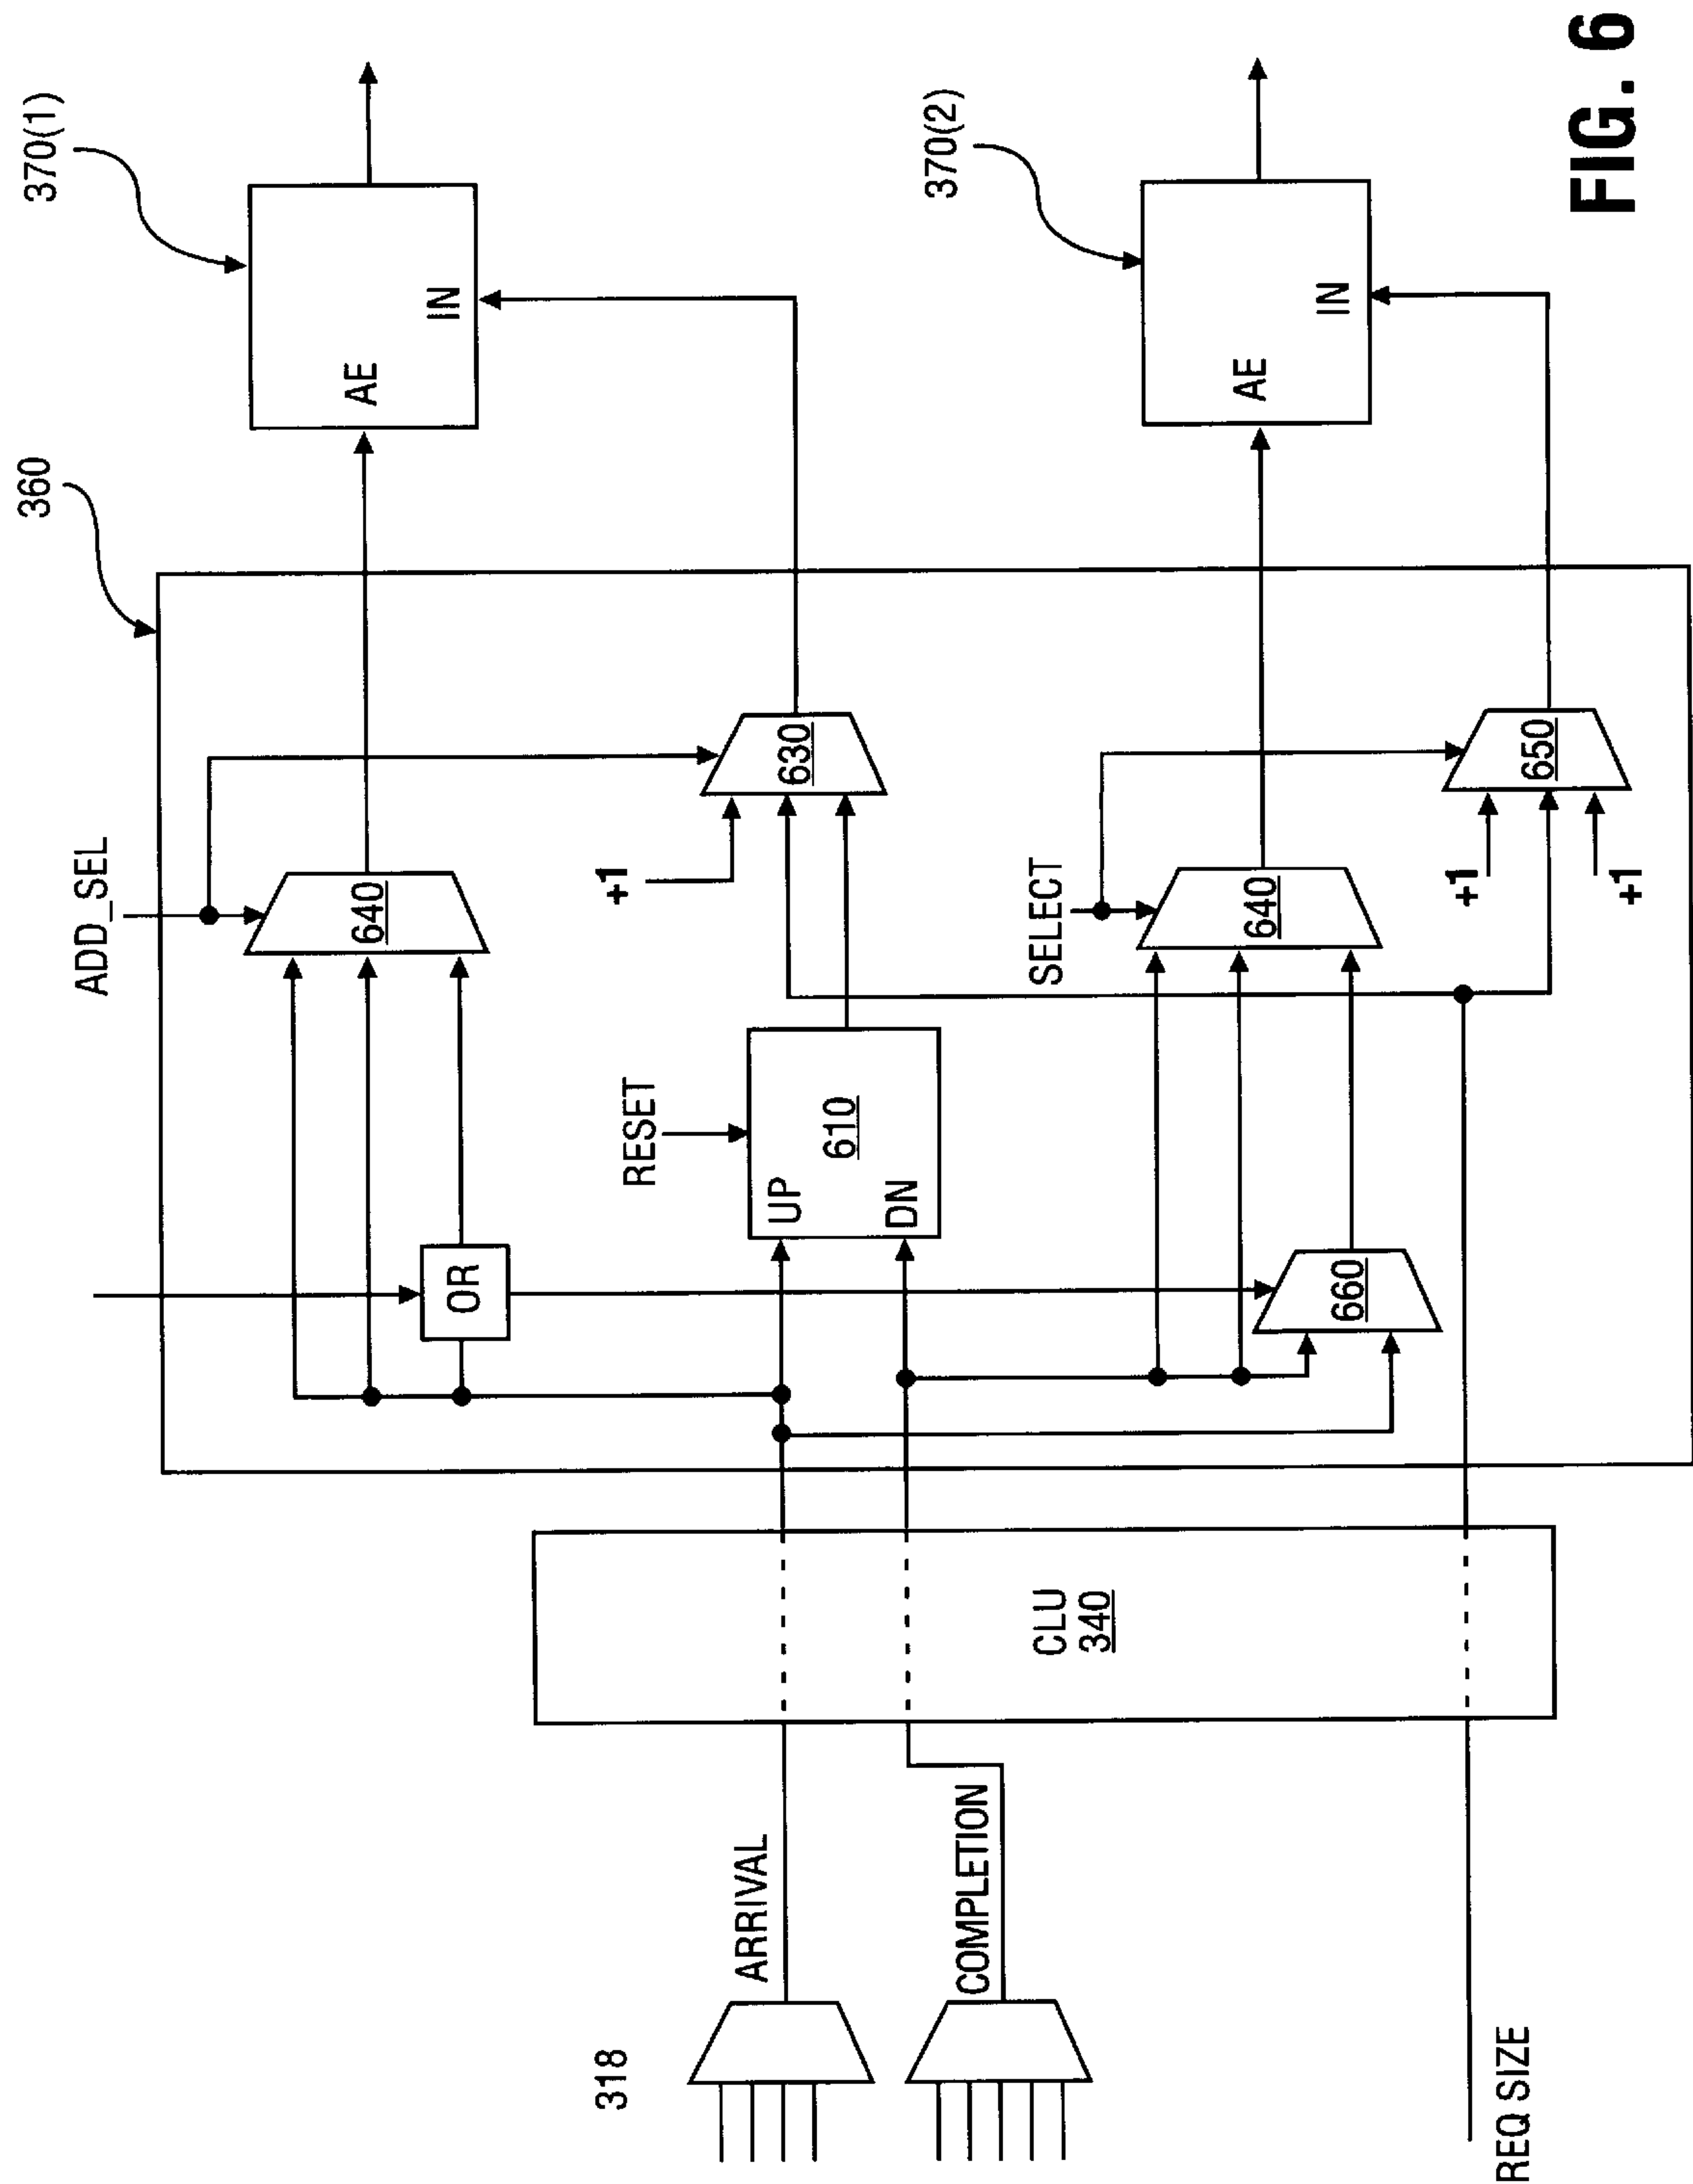 FIG. 6
370(1)
370(2)
360
AE
IN
AE
IN
ADD_SEL
640
+1
630
SELECT
640
+1
650
+1
RESET
UP
610
DN
OR
660
CLU
340
ARRIVAL
COMPLETION
318
REQ SIZE